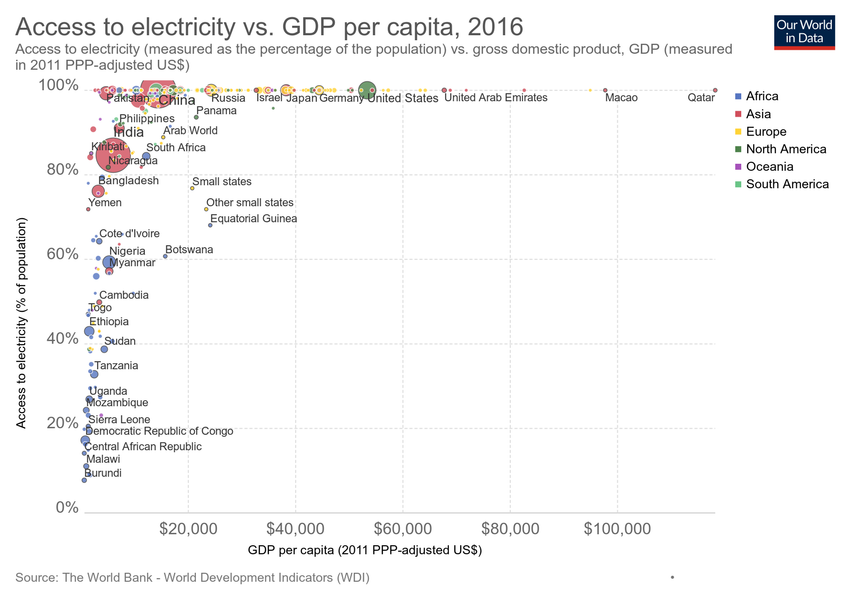 Access to electricity vs. GDP per capita, 2016
Our World
in Data
Access to electricity (measured as the percentage of the population) vs. gross domestic product, GDP (measured
in 2011 PPP-adjusted US$)
100%
Pakistan
China
Russia
Israel
Japan
Germany
United States
United Arab Emirates
Macao
Qatar
Africa
Asia
Europe
North America
Oceania
South America
Panama
Philippines
India
Arab World
Kiribati
South Africa
Nicaragua
80%
Bangladesh
Small states
Yemen
Other small states
Equatorial Guinea
Cote d'Ivoire
60%
Nigeria
Botswana
Myanmar
Cambodia
Togo
Ethiopia
40%
Sudan
Tanzania
Uganda
Mozambique
20%
Sierra Leone
Democratic Republic of Congo
Central African Republic
Malawi
Burundi
0%
Access to electricity (% of population)
$20,000
$40,000
$60,000
$80,000
$100,000
GDP per capita (2011 PPP-adjusted US$)
Source: The World Bank - World Development Indicators (WDI)